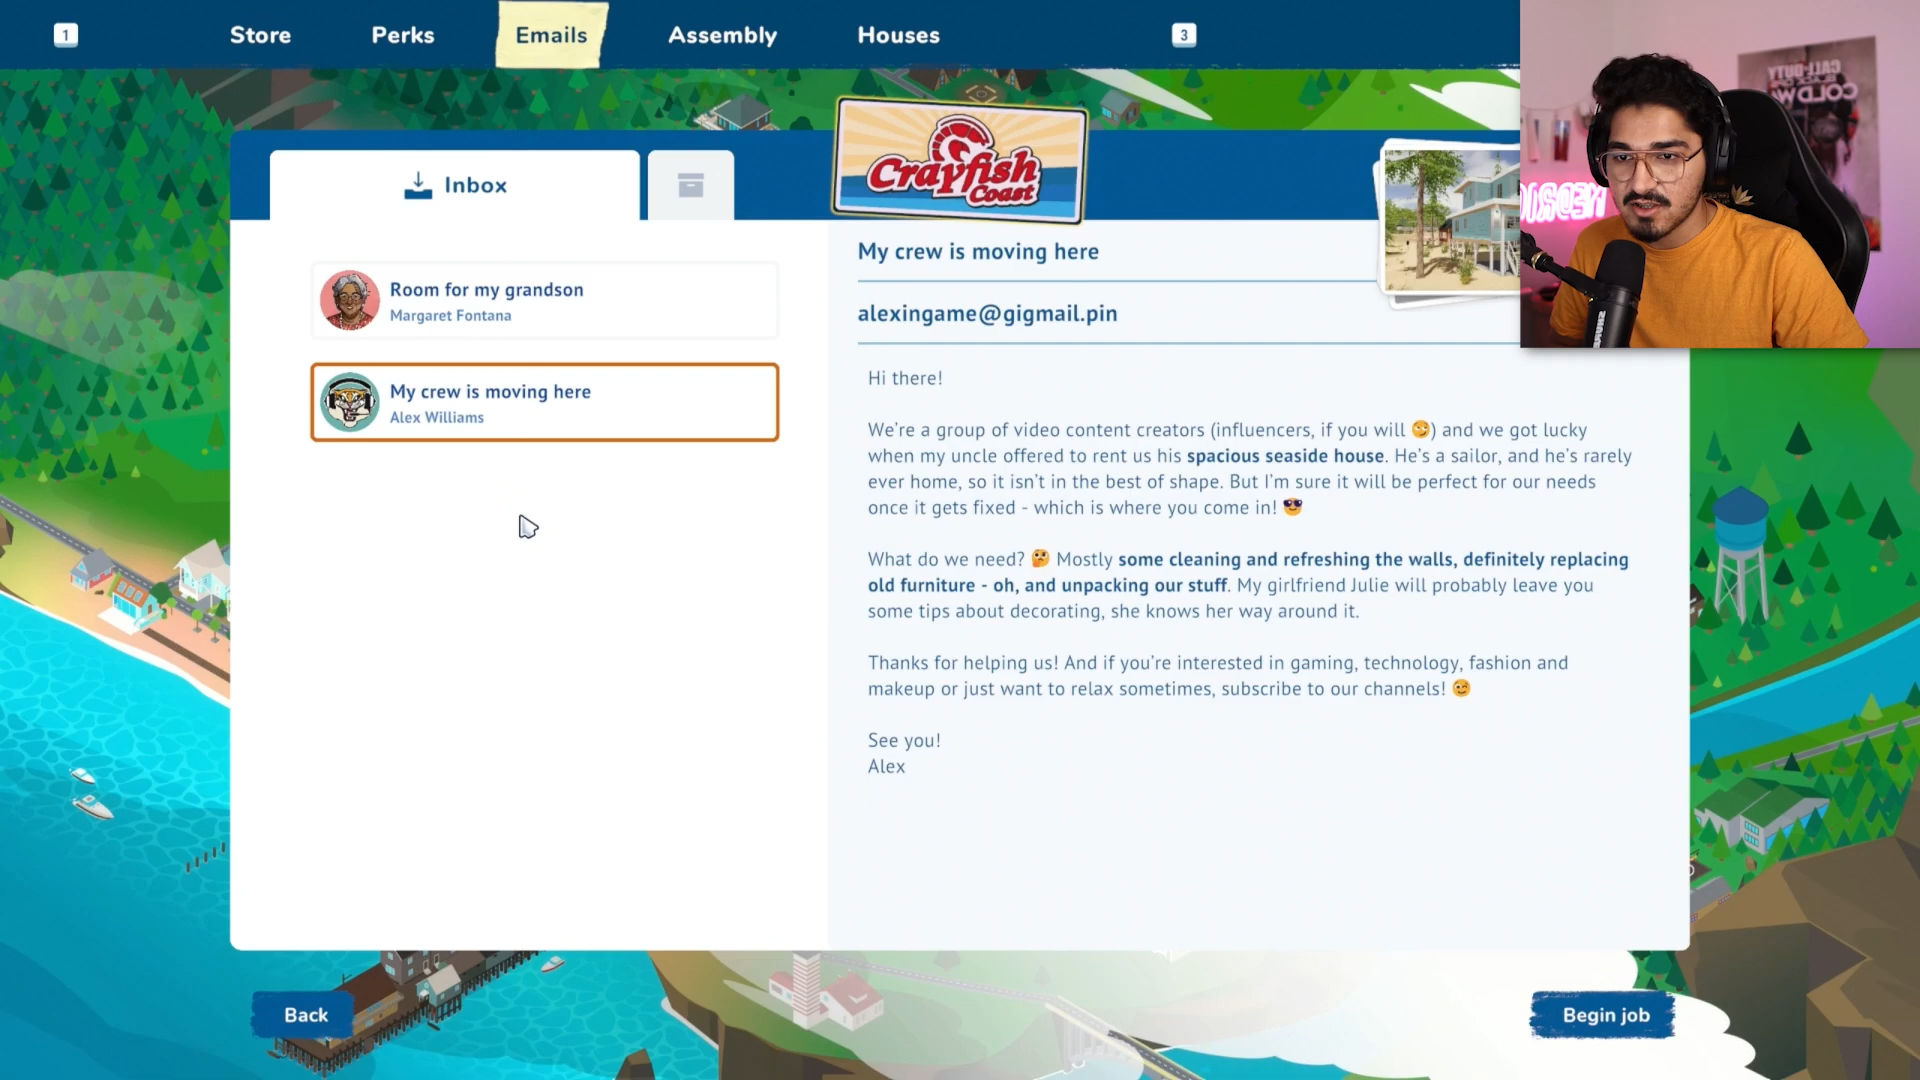 1 Store Perks Emails Assembly Houses 3
Inbox
Crayfish
Coast
Room for my grandson
Margaret Fontana
My crew is moving here
Alex Williams
My crew is moving here
alexingame@gigmail.pin
Hi there!
We're a group of video content creators (influencers, if you will 😏) and we got lucky
when my uncle offered to rent us his spacious seaside house. He's a sailor, and he's rarely
ever home, so it isn't in the best of shape. But I'm sure it will be perfect for our needs
once it gets fixed - which is where you come in! 😎
What do we need? 🤔 Mostly some cleaning and refreshing the walls, definitely replacing
old furniture - oh, and unpacking our stuff. My girlfriend Julie will probably leave you
some tips about decorating, she knows her way around it.
Thanks for helping us! And if you're interested in gaming, technology, fashion and
makeup or just want to relax sometimes, subscribe to our channels! 😉
See you!
Alex
Back
Begin job
CALL·DUTY
COLD W
SHURE